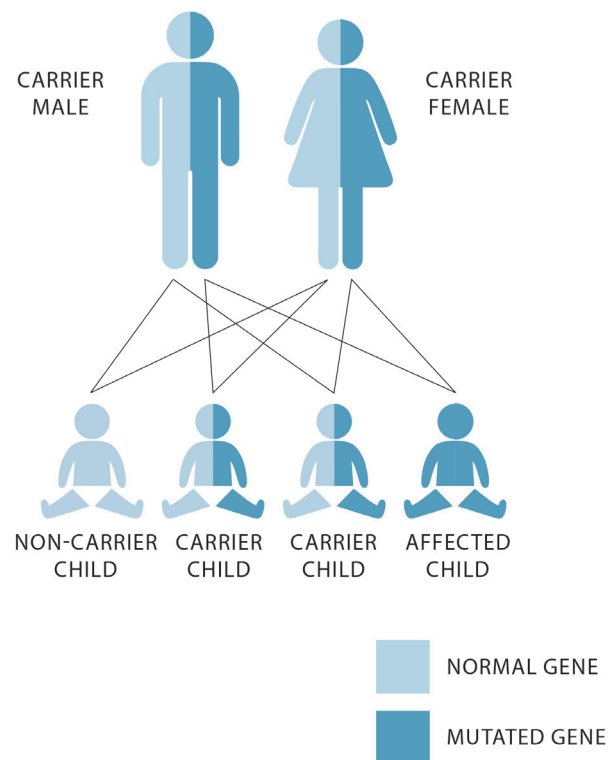 CARRIER
MALE
CARRIER
FEMALE
NON-CARRIER
CHILD
CARRIER
CHILD
CARRIER
CHILD
AFFECTED
CHILD
NORMAL GENE
MUTATED GENE